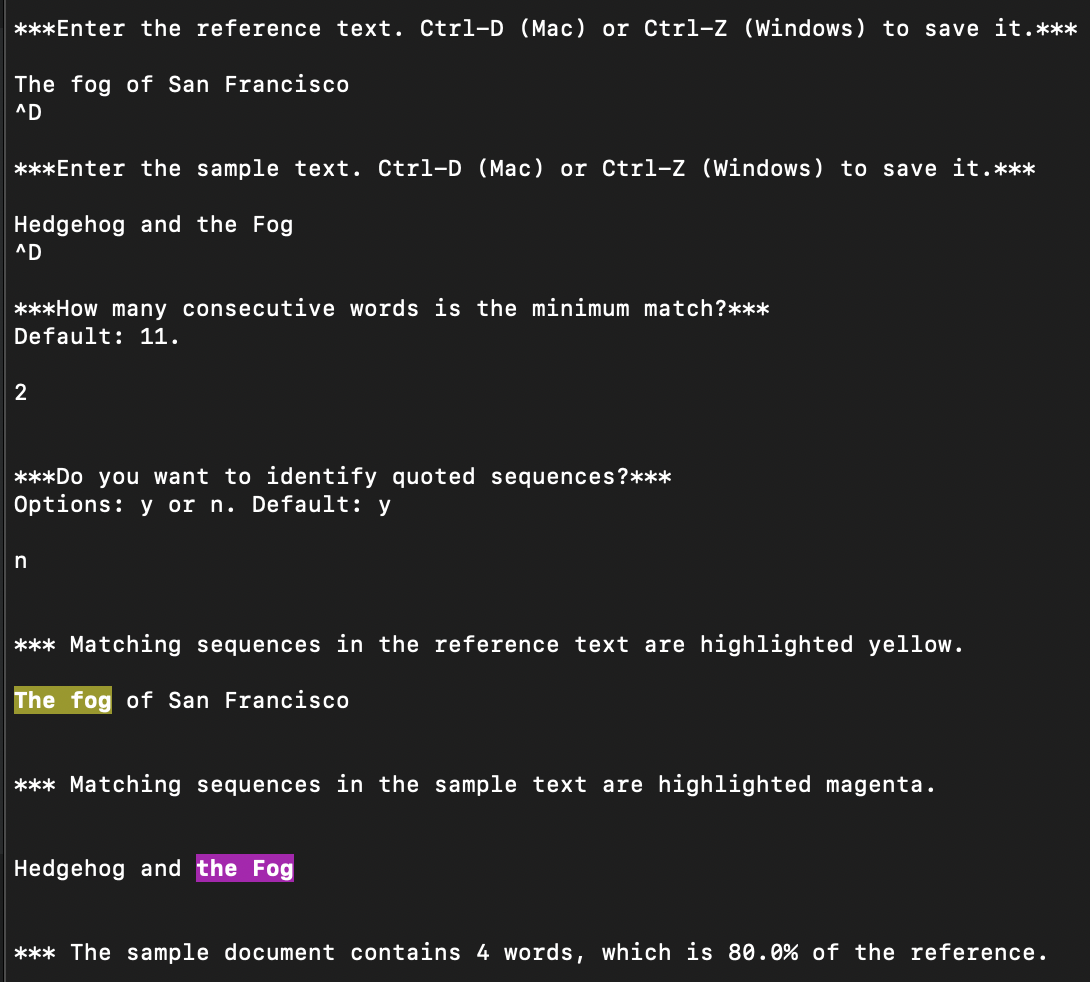 ***Enter the reference text. Ctrl-D (Mac) or Ctrl-Z (Windows) to save it.***
The fog of San Francisco
^D
***Enter the sample text. Ctrl-D (Mac) or Ctrl-Z (Windows) to save it.***
Hedgehog and the Fog
^D
***How many consecutive words is the minimum match?***
Default: 11.
2
***Do you want to identify quoted sequences?***
Options: y or n. Default: y
n
*** Matching sequences in the reference text are highlighted yellow.
The fog of San Francisco
*** Matching sequences in the sample text are highlighted magenta.
Hedgehog and the Fog
*** The sample document contains 4 words, which is 80.0% of the reference.